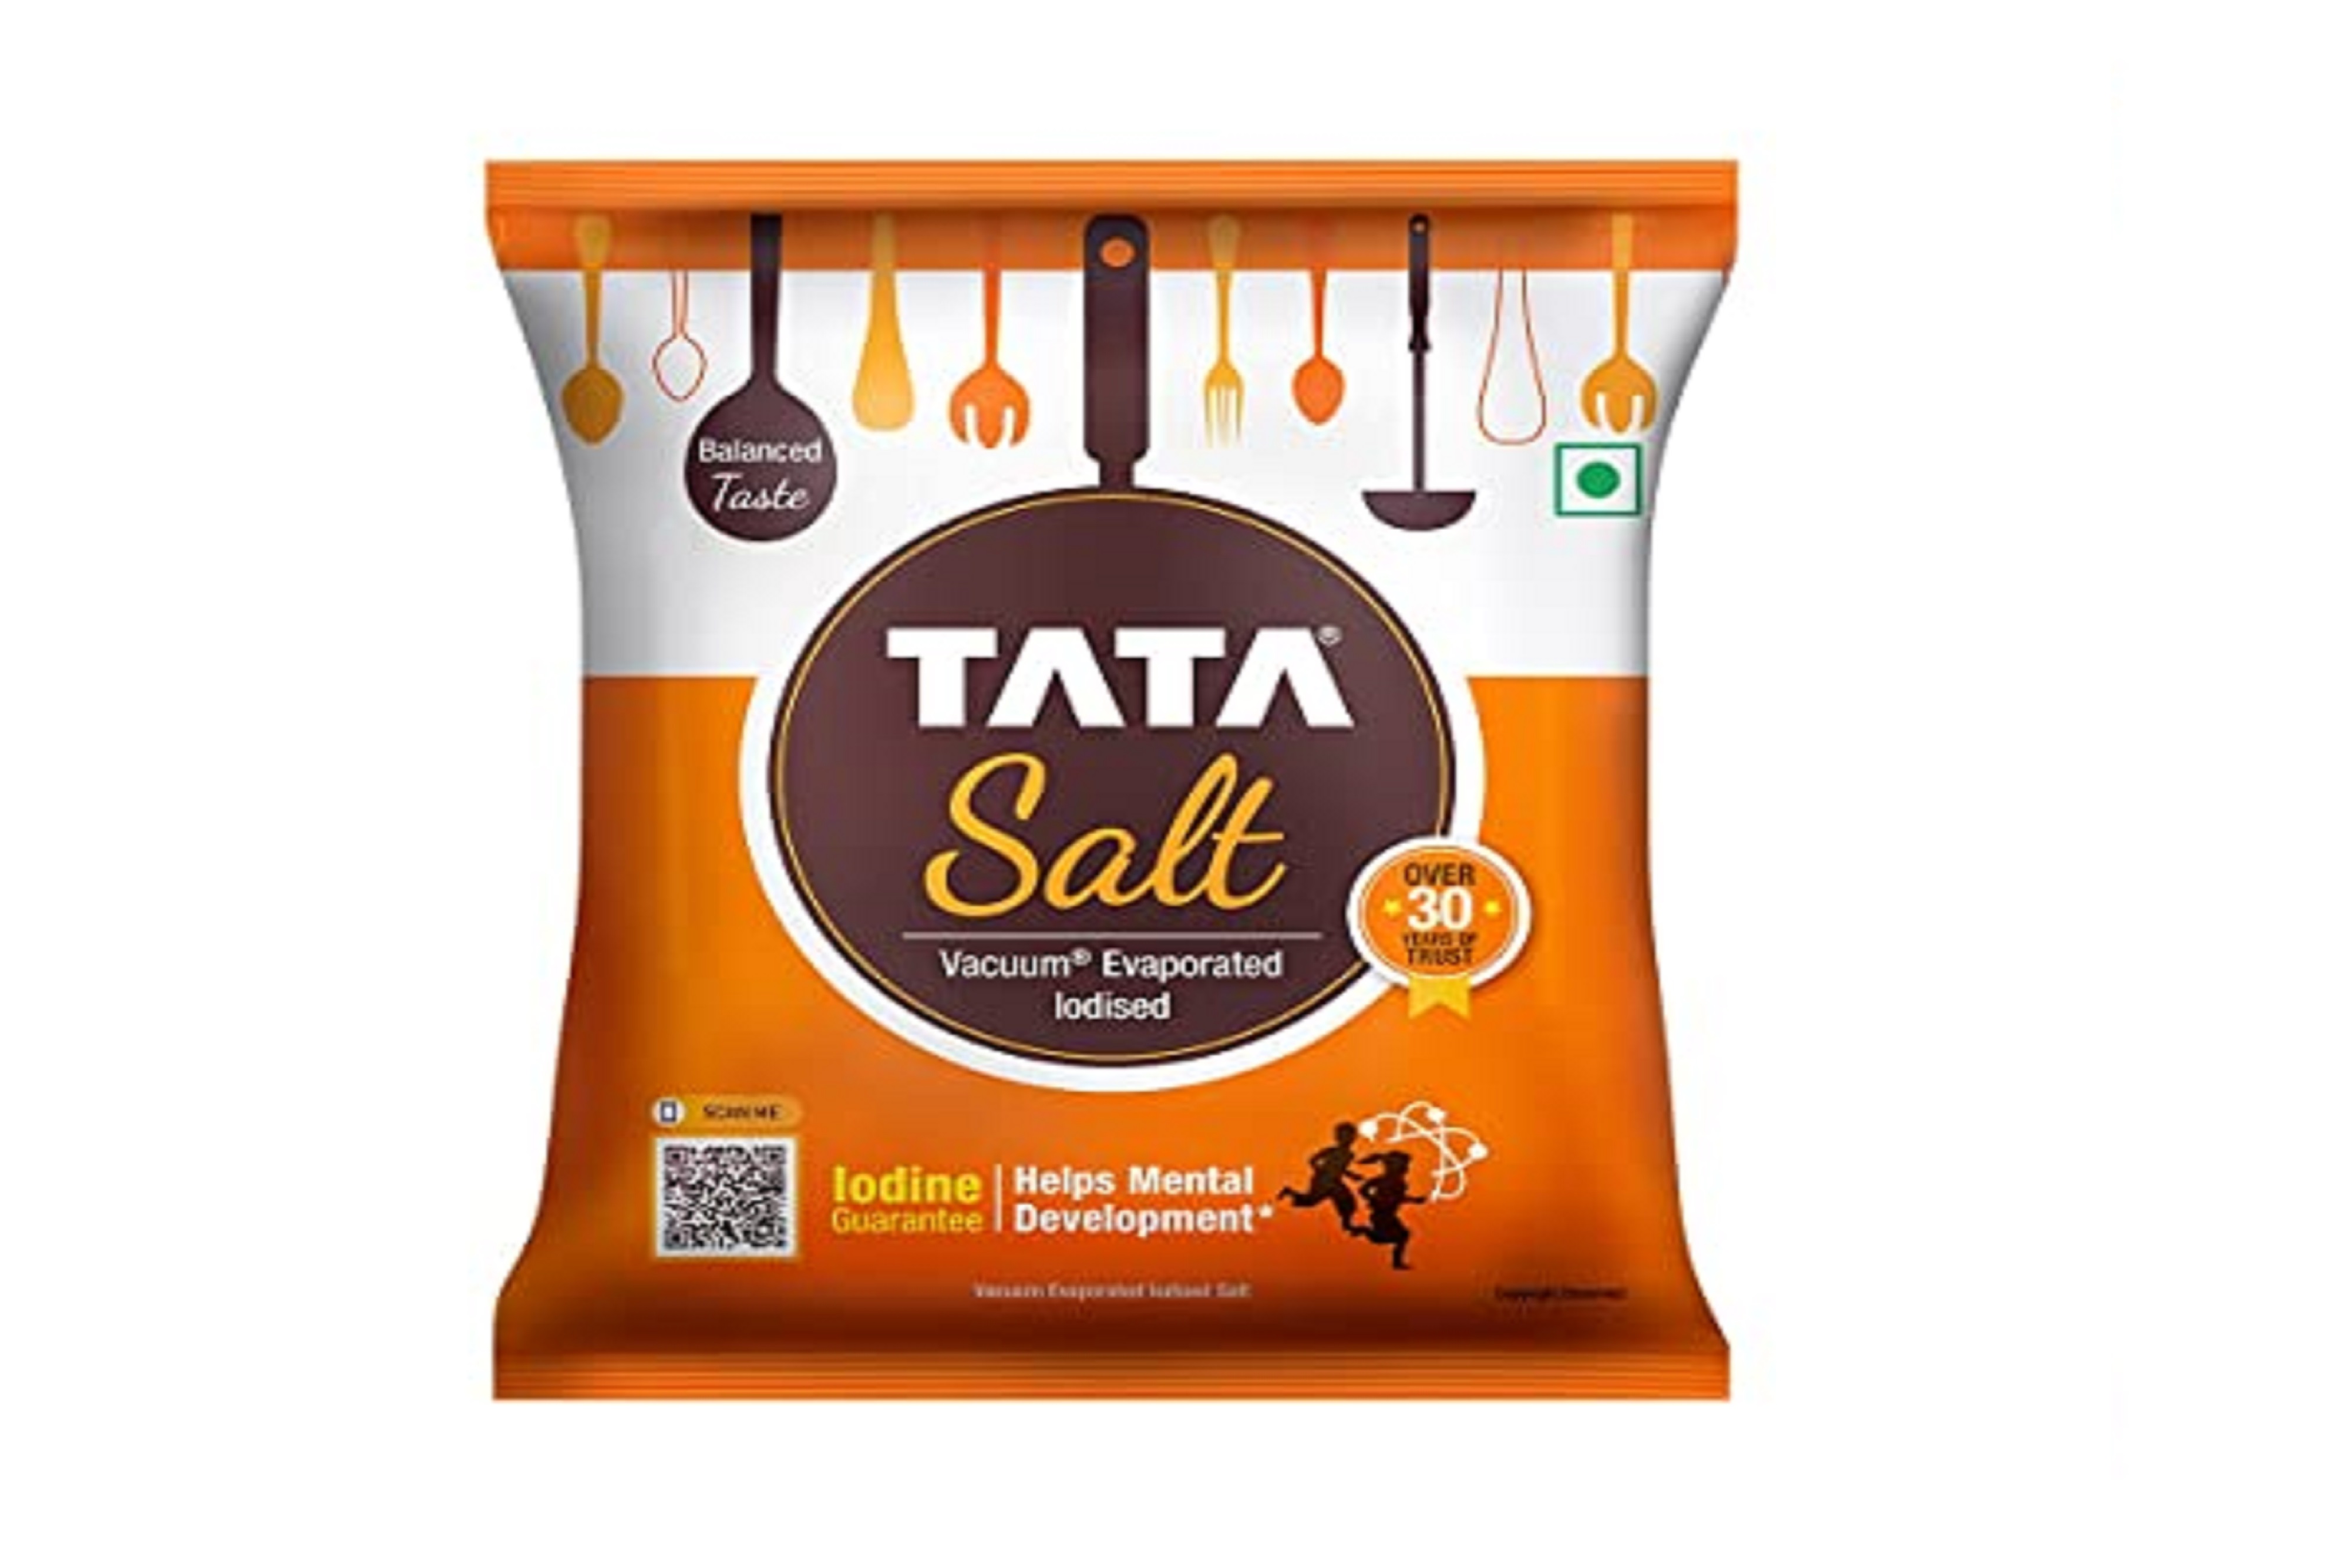 Balanced
Taste
TATA®
Salt
Vacuum® Evaporated
Iodised
OVER
30
YEARS OF
TRUST
SCAN ME
Iodine
Guarantee
Helps Mental
Development*
Vacuum Evaporated Iodised Salt